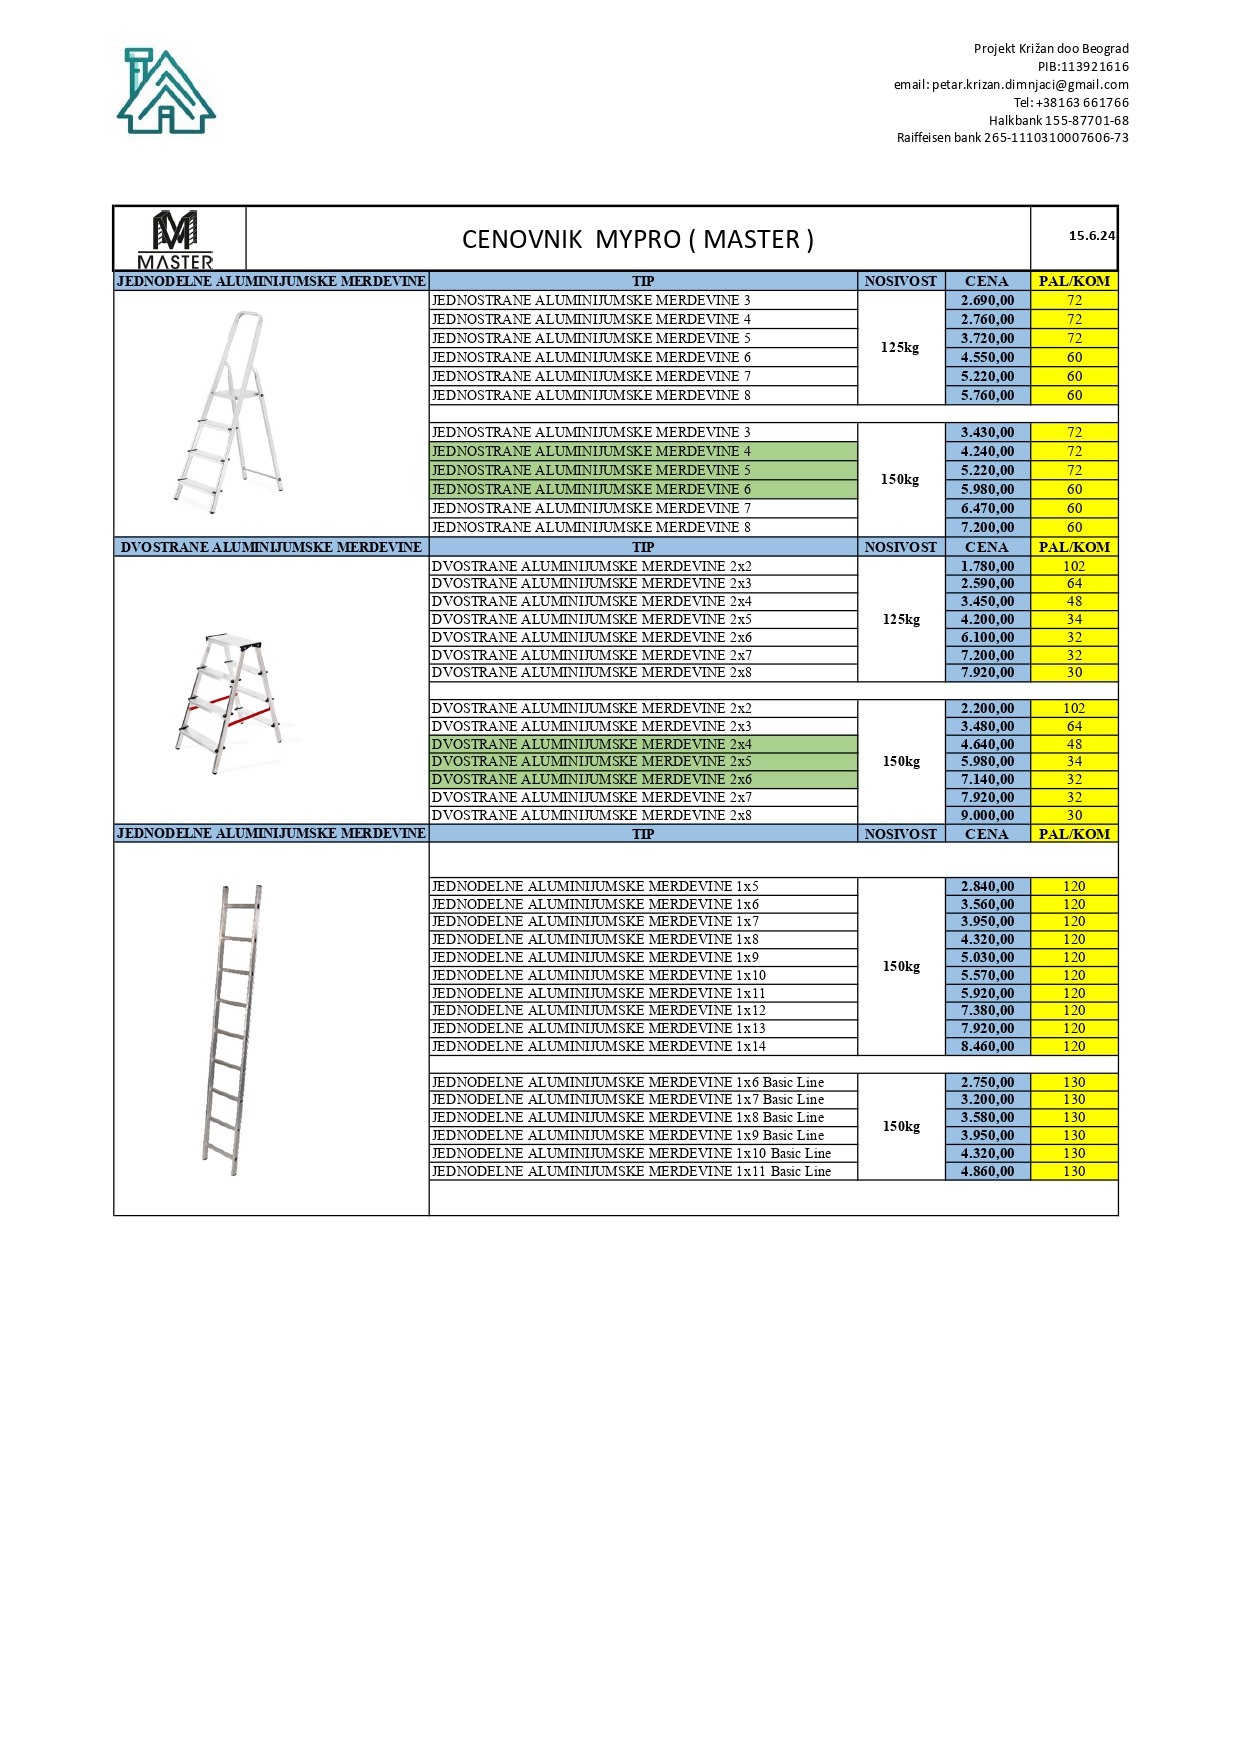 Projekt Križan doo Beograd
PIB:113921616
email: petar.krizan.dimnjaci@gmail.com
Tel: +38163 661766
Halkbank 155-87701-68
Raiffeisen bank 265-1110310007606-73
MASTER
CENOVNIK MYPRO ( MASTER )
15.6.24
JEDNODELNE ALUMINIJUMSKE MERDEVINE TIP NOSIVOST CENA PAL/KOM
JEDNOSTRANE ALUMINIJUMSKE MERDEVINE 3 2.690,00 72
JEDNOSTRANE ALUMINIJUMSKE MERDEVINE 4 2.760,00 72
JEDNOSTRANE ALUMINIJUMSKE MERDEVINE 5 3.720,00 72
125kg
JEDNOSTRANE ALUMINIJUMSKE MERDEVINE 6 4.550,00 60
JEDNOSTRANE ALUMINIJUMSKE MERDEVINE 7 5.220,00 60
JEDNOSTRANE ALUMINIJUMSKE MERDEVINE 8 5.760,00 60
JEDNOSTRANE ALUMINIJUMSKE MERDEVINE 3 3.430,00 72
JEDNOSTRANE ALUMINIJUMSKE MERDEVINE 4 4.240,00 72
JEDNOSTRANE ALUMINIJUMSKE MERDEVINE 5 5.220,00 72
150kg
JEDNOSTRANE ALUMINIJUMSKE MERDEVINE 6 5.980,00 60
JEDNOSTRANE ALUMINIJUMSKE MERDEVINE 7 6.470,00 60
JEDNOSTRANE ALUMINIJUMSKE MERDEVINE 8 7.200,00 60
DVOSTRANE ALUMINIJUMSKE MERDEVINE TIP NOSIVOST CENA PAL/KOM
DVOSTRANE ALUMINIJUMSKE MERDEVINE 2x2 1.780,00 102
DVOSTRANE ALUMINIJUMSKE MERDEVINE 2x3 2.590,00 64
DVOSTRANE ALUMINIJUMSKE MERDEVINE 2x4 3.450,00 48
DVOSTRANE ALUMINIJUMSKE MERDEVINE 2x5 125kg 4.200,00 34
DVOSTRANE ALUMINIJUMSKE MERDEVINE 2x6 6.100,00 32
DVOSTRANE ALUMINIJUMSKE MERDEVINE 2x7 7.200,00 32
DVOSTRANE ALUMINIJUMSKE MERDEVINE 2x8 7.920,00 30
DVOSTRANE ALUMINIJUMSKE MERDEVINE 2x2 2.200,00 102
DVOSTRANE ALUMINIJUMSKE MERDEVINE 2x3 3.480,00 64
DVOSTRANE ALUMINIJUMSKE MERDEVINE 2x4 4.640,00 48
DVOSTRANE ALUMINIJUMSKE MERDEVINE 2x5 150kg 5.980,00 34
DVOSTRANE ALUMINIJUMSKE MERDEVINE 2x6 7.140,00 32
DVOSTRANE ALUMINIJUMSKE MERDEVINE 2x7 7.920,00 32
DVOSTRANE ALUMINIJUMSKE MERDEVINE 2x8 9.000,00 30
JEDNODELNE ALUMINIJUMSKE MERDEVINE TIP NOSIVOST CENA PAL/KOM
JEDNODELNE ALUMINIJUMSKE MERDEVINE 1x5 2.840,00 120
JEDNODELNE ALUMINIJUMSKE MERDEVINE 1x6 3.560,00 120
JEDNODELNE ALUMINIJUMSKE MERDEVINE 1x7 3.950,00 120
JEDNODELNE ALUMINIJUMSKE MERDEVINE 1x8 4.320,00 120
JEDNODELNE ALUMINIJUMSKE MERDEVINE 1x9 5.030,00 120
150kg
JEDNODELNE ALUMINIJUMSKE MERDEVINE 1x10 5.570,00 120
JEDNODELNE ALUMINIJUMSKE MERDEVINE 1x11 5.920,00 120
JEDNODELNE ALUMINIJUMSKE MERDEVINE 1x12 7.380,00 120
JEDNODELNE ALUMINIJUMSKE MERDEVINE 1x13 7.920,00 120
JEDNODELNE ALUMINIJUMSKE MERDEVINE 1x14 8.460,00 120
JEDNODELNE ALUMINIJUMSKE MERDEVINE 1x6 Basic Line 2.750,00 130
JEDNODELNE ALUMINIJUMSKE MERDEVINE 1x7 Basic Line 3.200,00 130
JEDNODELNE ALUMINIJUMSKE MERDEVINE 1x8 Basic Line 3.580,00 130
150kg
JEDNODELNE ALUMINIJUMSKE MERDEVINE 1x9 Basic Line 3.950,00 130
JEDNODELNE ALUMINIJUMSKE MERDEVINE 1x10 Basic Line 4.320,00 130
JEDNODELNE ALUMINIJUMSKE MERDEVINE 1x11 Basic Line 4.860,00 130